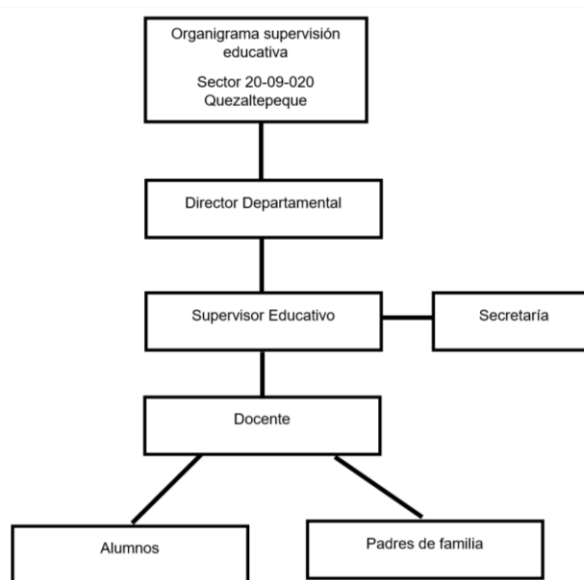 Organigrama supervisión
educativa
Sector 20-09-020
Quezaltepeque
Director Departamental
Supervisor Educativo
Secretaría
Docente
Alumnos
Padres de familia